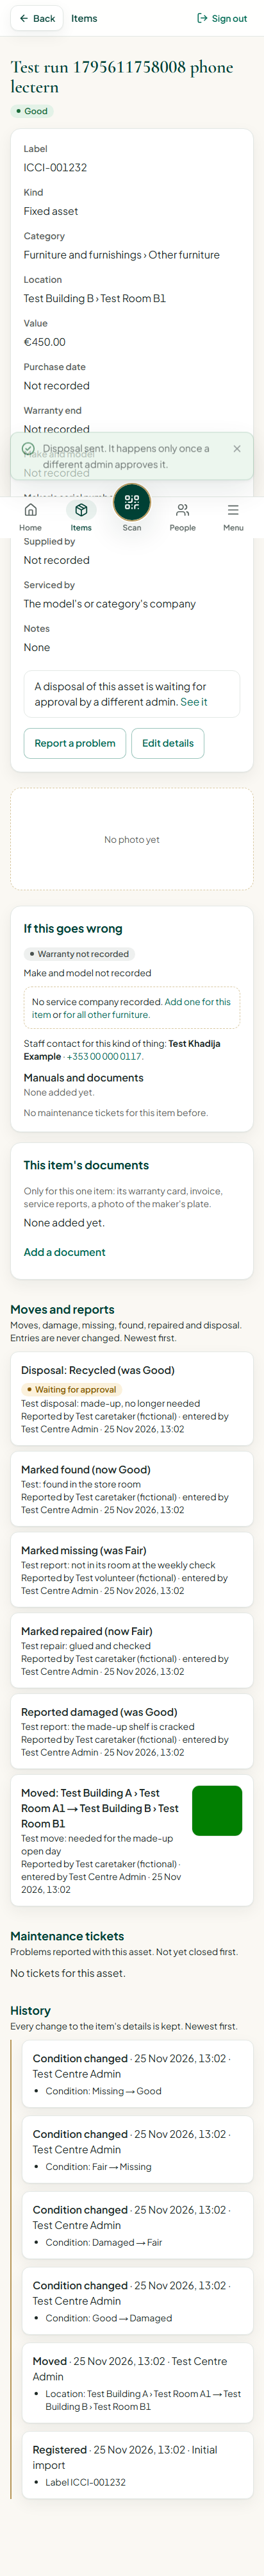 Back
Items
Sign out
Test run 1795611758008 phone
lectern
Good
Label
ICCI-001232
Kind
Fixed asset
Category
Furniture and furnishings › Other furniture
Location
Test Building B › Test Room B1
Value
€450.00
Purchase date
Not recorded
Warranty end
Not recorded
Make and model
Disposal sent. It happens only once a
different admin approves it.
Not recorded
Home
Items
Scan
People
Menu
Supplied by
Not recorded
Serviced by
The model's or category's company
Notes
None
A disposal of this asset is waiting for
approval by a different admin. See it
Report a problem
Edit details
No photo yet
If this goes wrong
Warranty not recorded
Make and model not recorded
No service company recorded. Add one for this
item or for all other furniture.
Staff contact for this kind of thing: Test Khadija
Example · +353 00 000 0117.
Manuals and documents
None added yet.
No maintenance tickets for this item before.
This item's documents
Only for this one item: its warranty card, invoice,
service reports, a photo of the maker's plate.
None added yet.
Add a document
Moves and reports
Moves, damage, missing, found, repaired and disposal.
Entries are never changed. Newest first.
Disposal: Recycled (was Good)
Waiting for approval
Test disposal: made-up, no longer needed
Reported by Test caretaker (fictional) · entered by
Test Centre Admin · 25 Nov 2026, 13:02
Marked found (now Good)
Test: found in the store room
Reported by Test caretaker (fictional) · entered by
Test Centre Admin · 25 Nov 2026, 13:02
Marked missing (was Fair)
Test report: not in its room at the weekly check
Reported by Test volunteer (fictional) · entered by
Test Centre Admin · 25 Nov 2026, 13:02
Marked repaired (now Fair)
Test repair: glued and checked
Reported by Test caretaker (fictional) · entered by
Test Centre Admin · 25 Nov 2026, 13:02
Reported damaged (was Good)
Test report: the made-up shelf is cracked
Reported by Test caretaker (fictional) · entered by
Test Centre Admin · 25 Nov 2026, 13:02
Moved: Test Building A › Test
Room A1 → Test Building B › Test
Room B1
Test move: needed for the made-up
open day
Reported by Test caretaker (fictional) ·
entered by Test Centre Admin · 25 Nov
2026, 13:02
Maintenance tickets
Problems reported with this asset. Not yet closed first.
No tickets for this asset.
History
Every change to the item's details is kept. Newest first.
Condition changed · 25 Nov 2026, 13:02 ·
Test Centre Admin
• Condition: Missing → Good
Condition changed · 25 Nov 2026, 13:02 ·
Test Centre Admin
• Condition: Fair → Missing
Condition changed · 25 Nov 2026, 13:02 ·
Test Centre Admin
• Condition: Damaged → Fair
Condition changed · 25 Nov 2026, 13:02 ·
Test Centre Admin
• Condition: Good → Damaged
Moved · 25 Nov 2026, 13:02 · Test Centre
Admin
• Location: Test Building A › Test Room A1 → Test
Building B › Test Room B1
Registered · 25 Nov 2026, 13:02 · Initial
import
• Label ICCI-001232